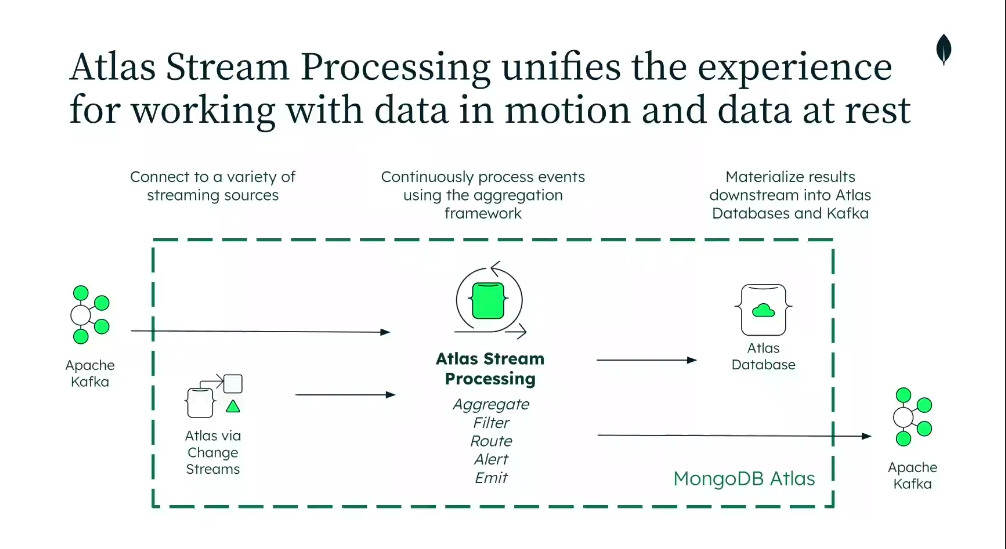 Atlas Stream Processing unifies the experience
for working with data in motion and data at rest
Connect to a variety of
streaming sources
Continuously process events
using the aggregation
framework
Materialize results
downstream into Atlas
Databases and Kafka
Apache
Kafka
Atlas via
Change
Streams
Atlas Stream
Processing
Aggregate
Filter
Route
Alert
Emit
Atlas
Database
MongoDB Atlas
Apache
Kafka